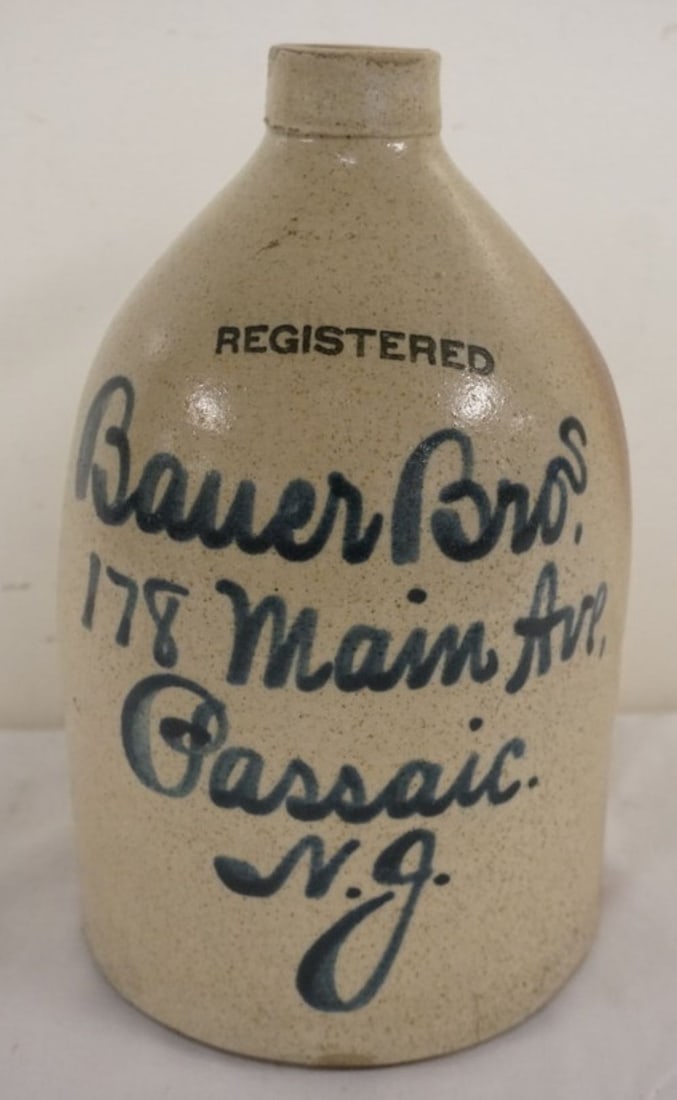 REGISTERED
Bauer Bros.
178 Main Ave,
Passaic.
N.J.